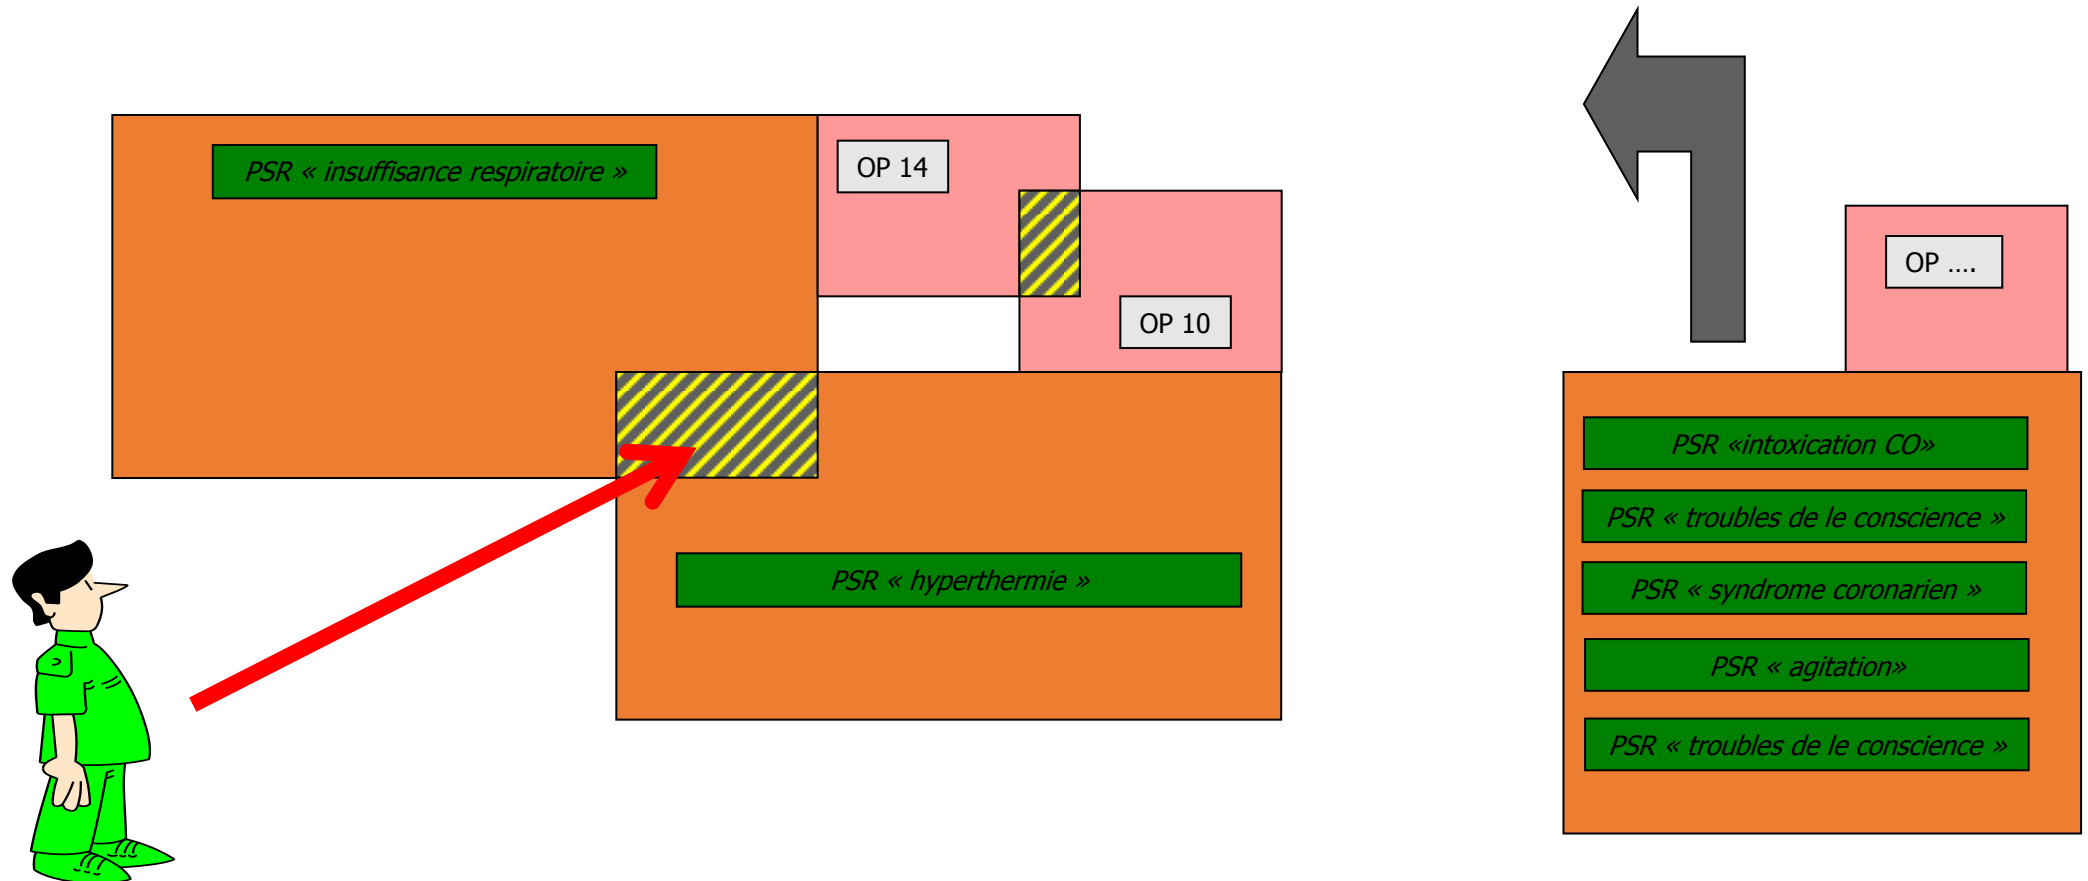 PSR « insuffisance respiratoire »
OP 14
OP 10
PSR « hyperthermie »
OP ….
PSR «intoxication CO»
PSR « troubles de le conscience »
PSR « syndrome coronarien »
PSR « agitation»
PSR « troubles de le conscience »